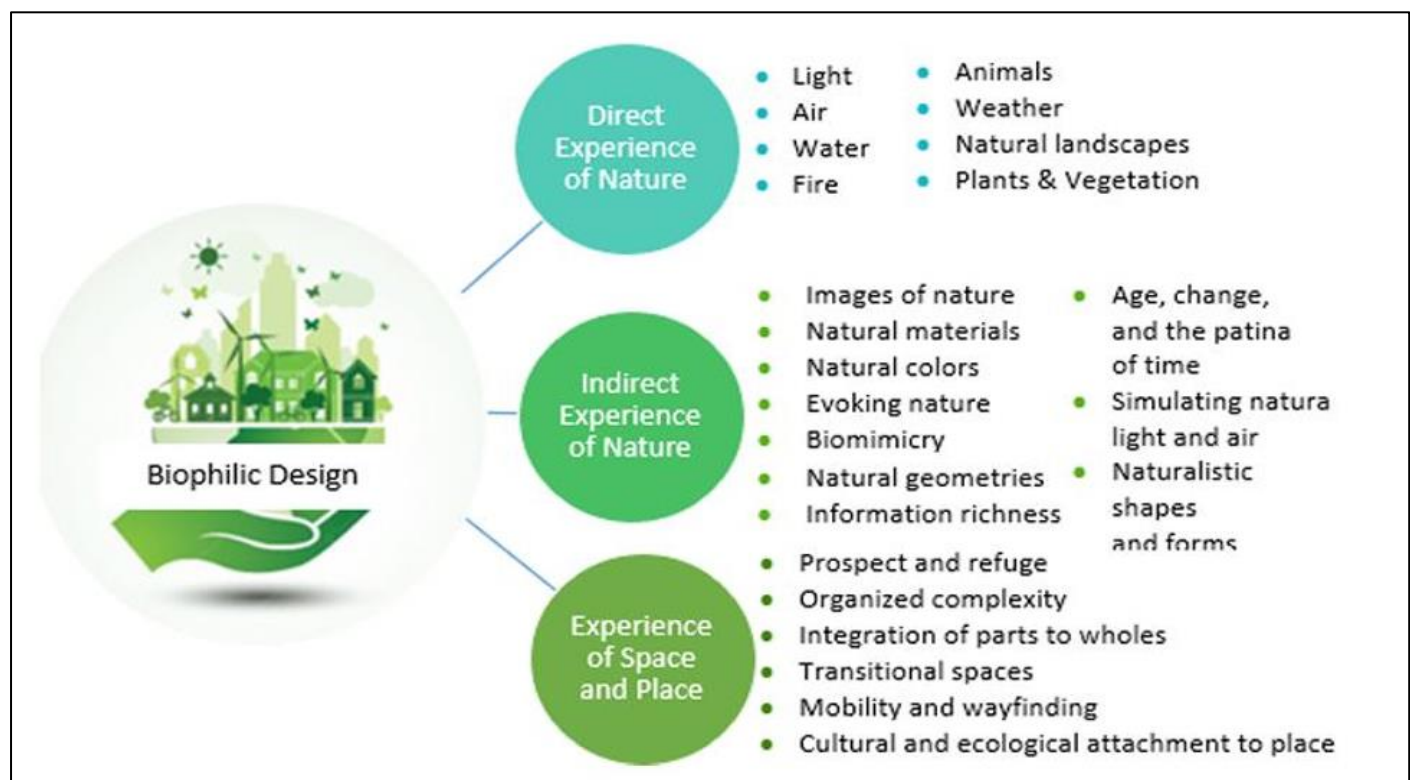 Biophilic Design
Direct
Experience
of Nature
• Light
• Air
• Water
• Fire
• Animals
• Weather
• Natural landscapes
• Plants & Vegetation
Indirect
Experience
of Nature
• Images of nature
• Natural materials
• Natural colors
• Evoking nature
• Biomimicry
• Natural geometries
• Information richness
• Age, change,
and the patina
of time
• Simulating natura
light and air
• Naturalistic
shapes
and forms
Experience
of Space
and Place
• Prospect and refuge
• Organized complexity
• Integration of parts to wholes
• Transitional spaces
• Mobility and wayfinding
• Cultural and ecological attachment to place